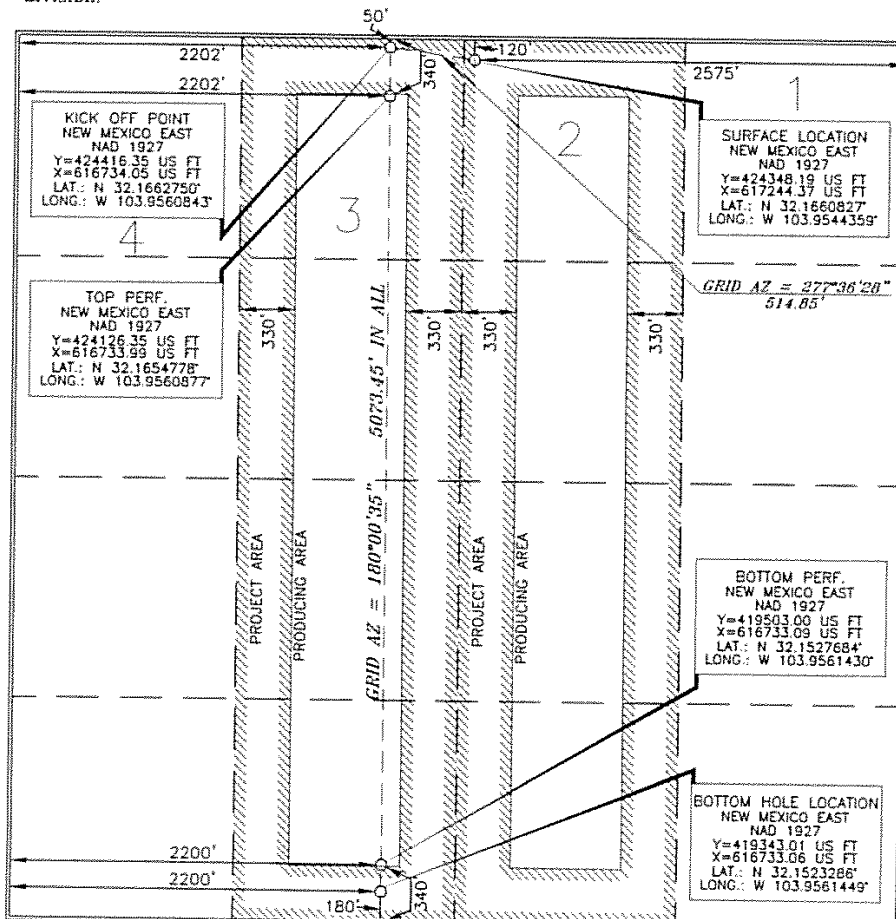 50'
2202'
120'
2575'
2202'
340'
1
KICK OFF POINT
NEW MEXICO EAST
NAD 1927
Y=424416.35 US FT
X=616734.05 US FT
LAT.: N 32.1662750°
LONG.: W 103.9560843°
SURFACE LOCATION
NEW MEXICO EAST
NAD 1927
Y=424348.19 US FT
X=617244.37 US FT
LAT.: N 32.1660827°
LONG.: W 103.9544359°
2
3
4
TOP PERF.
NEW MEXICO EAST
NAD 1927
Y=424126.35 US FT
X=616733.99 US FT
LAT.: N 32.1654778°
LONG.: W 103.9560877°
GRID AZ = 277°36'28"
514.85'
330'
330'
330'
330'
GRID AZ = 180°00'35" 5073.45' IN ALL
PROJECT AREA
PRODUCING AREA
PROJECT AREA
PRODUCING AREA
BOTTOM PERF.
NEW MEXICO EAST
NAD 1927
Y=419503.00 US FT
X=616733.09 US FT
LAT.: N 32.1527684°
LONG.: W 103.9561430°
BOTTOM HOLE LOCATION
NEW MEXICO EAST
NAD 1927
Y=419343.01 US FT
X=616733.06 US FT
LAT.: N 32.1523286°
LONG.: W 103.9561449°
2200'
2200'
340
180'